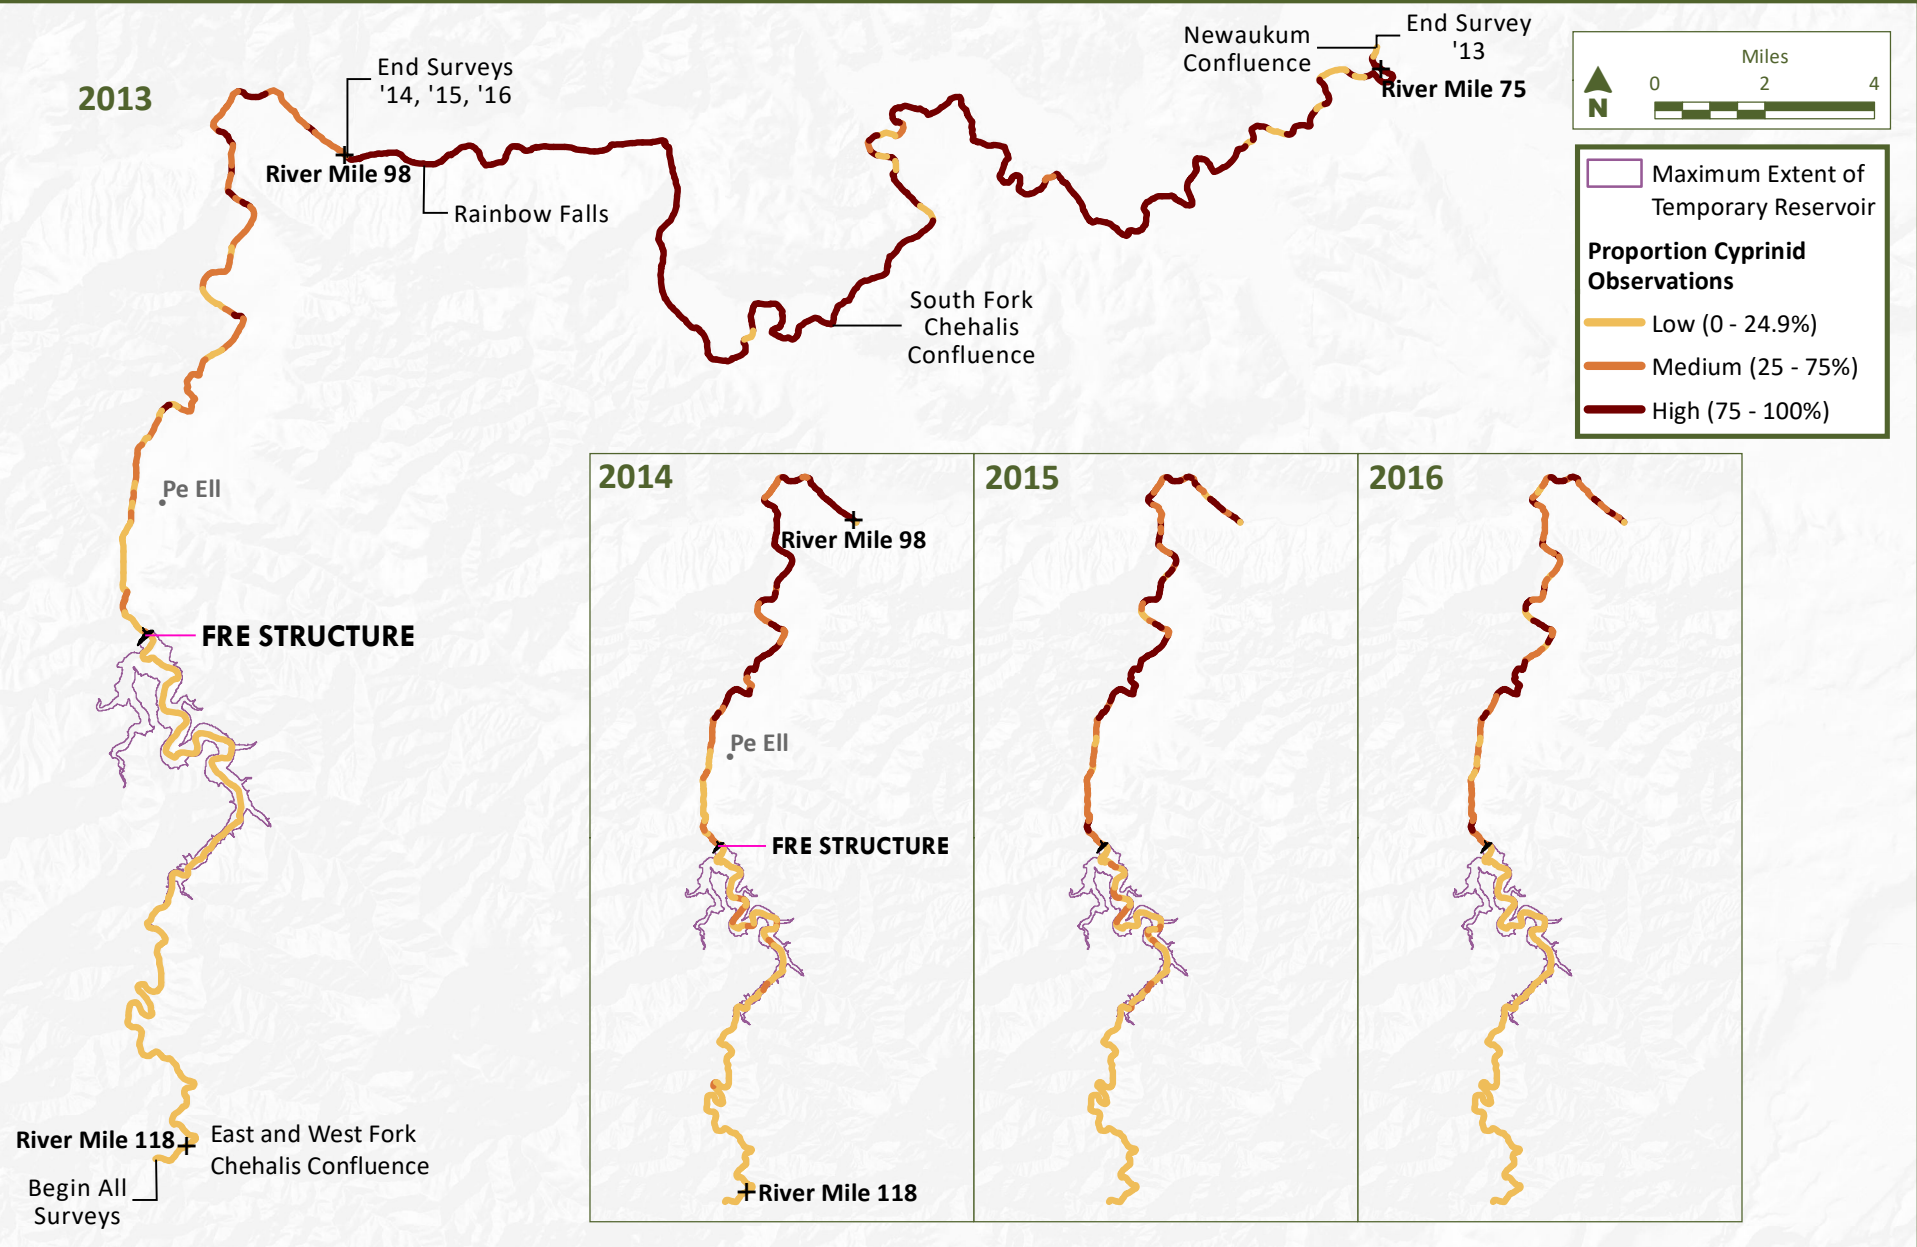 2013
End Surveys
'14, '15, '16
River Mile 98
Rainbow Falls
Newaukum
Confluence
End Survey
'13
River Mile 75
South Fork
Chehalis
Confluence
Pe Ell
FRE STRUCTURE
River Mile 118
East and West Fork
Chehalis Confluence
Begin All
Surveys
Miles
0 2 4
N
Maximum Extent of
Temporary Reservoir
Proportion Cyprinid
Observations
Low (0 - 24.9%)
Medium (25 - 75%)
High (75 - 100%)
2014
River Mile 98
Pe Ell
FRE STRUCTURE
River Mile 118
2015
2016